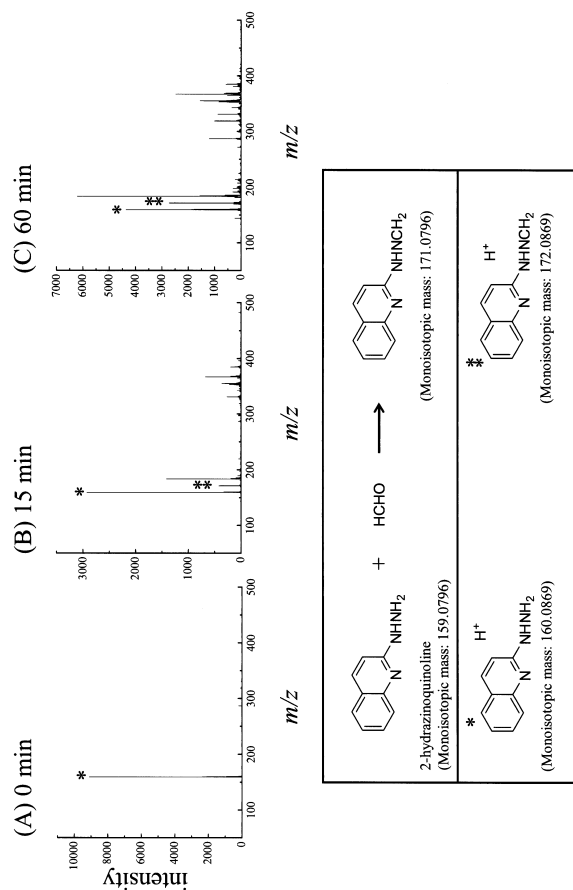 (A) 0 min
(B) 15 min
(C) 60 min
intensity
10000
8000
6000
4000
2000
0
*
100
200
300
400
500
m/z
3000
2000
1000
0
*
**
100
200
300
400
500
m/z
7000
6000
5000
4000
3000
2000
1000
0
*
**
100
200
300
400
500
m/z
N NHNH2
+ HCHO
N NHNCH2
2-hydrazinoquinoline
(Monoisotopic mass: 159.0796)
(Monoisotopic mass: 171.0796)
*
H+
N NHNH2
(Monoisotopic mass: 160.0869)
**
H+
N NHNCH2
(Monoisotopic mass: 172.0869)